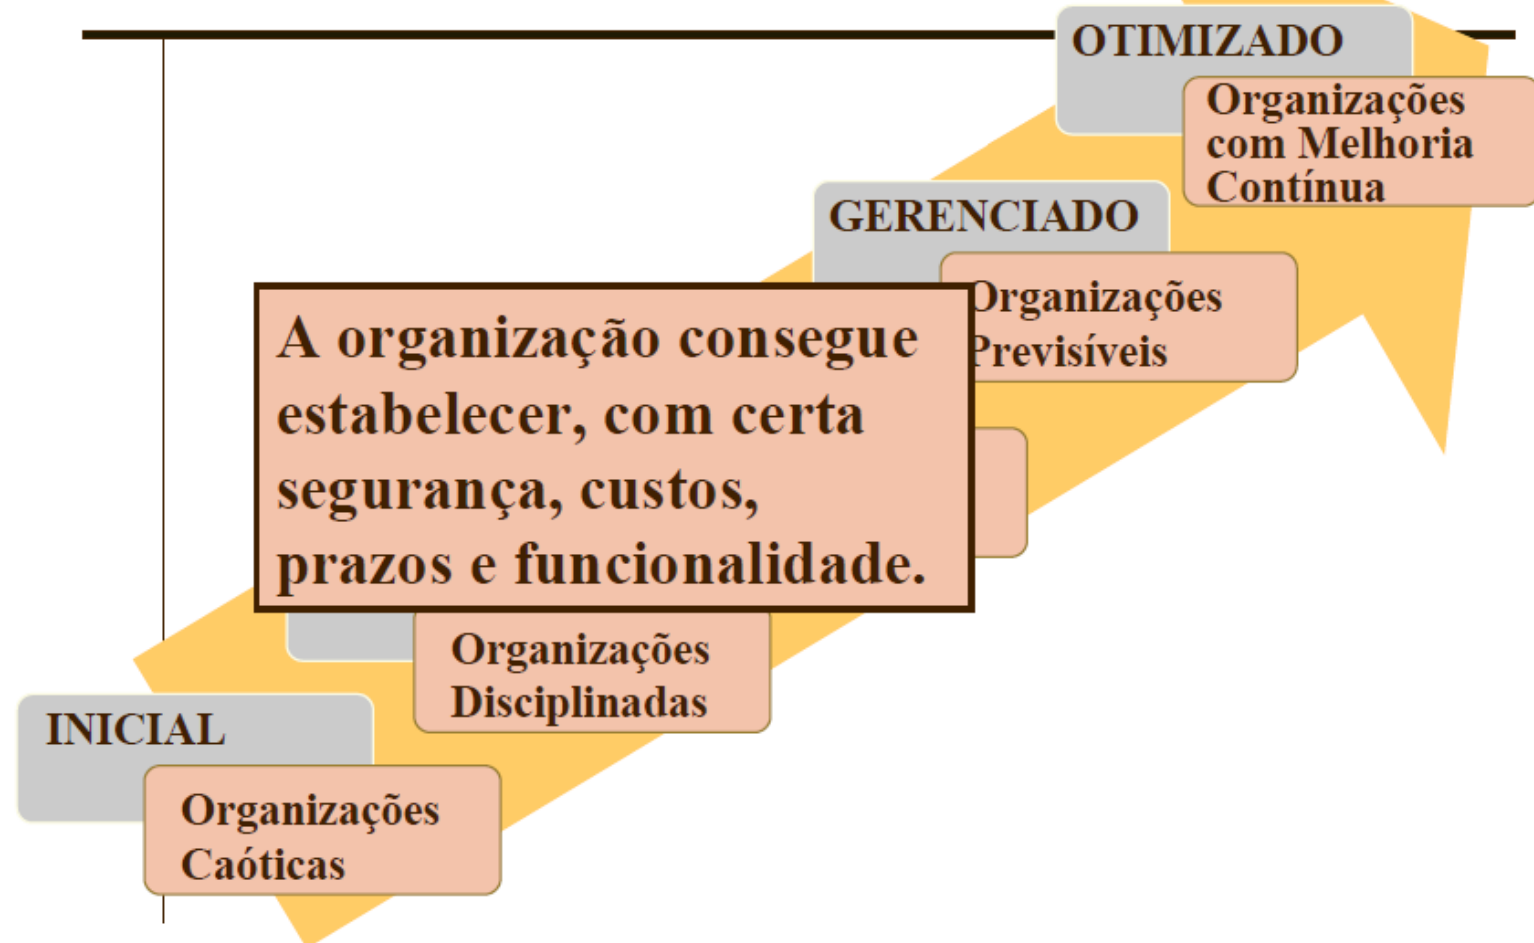 OTIMIZADO
Organizações
com Melhoria
Contínua
GERENCIADO
Organizações
Previsíveis
A organização consegue
estabelecer, com certa
segurança, custos,
prazos e funcionalidade.
Organizações
Disciplinadas
INICIAL
Organizações
Caóticas